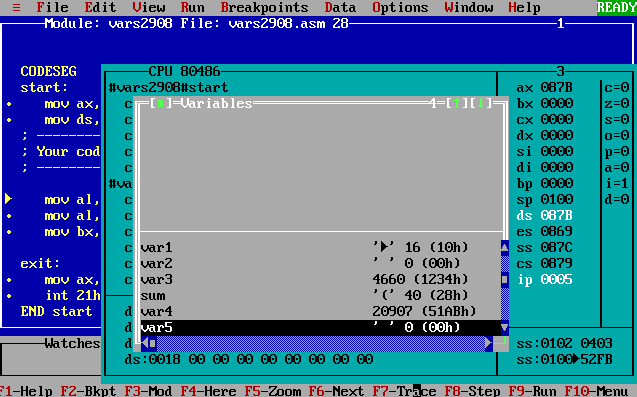 ≡ File Edit View Run Breakpoints Data Options Window Help READY
Module: vars2908 File: vars2908.asm 28 1
CODESEG
start:
mov ax,
mov ds,
; --------
; Your cod
; --------
mov al,
mov al,
mov bx,
exit:
mov ax,
int 21h
END start
Watches
CPU 80486 3
#vars2908#start
c
c
#va
c
c
c
c
c
c
d
d
d
ds:0018 00 00 00 00 00 00 00 00
[■]=Variables 4=[↑][↓]
var1 '►' 16 (10h)
var2 ' ' 0 (00h)
var3 4660 (1234h)
sum '(' 40 (28h)
var4 20907 (51ABh)
var5 ' ' 0 (00h)
ax 087B c=0
bx 0000 z=0
cx 0000 s=0
dx 0000 o=0
si 0000 p=0
di 0000 a=0
bp 0000 i=1
sp 0100 d=0
ds 087B
es 0869
ss 087C
cs 0879
ip 0005
ss:0102 0403
ss:0100►52FB
F1-Help F2-Bkpt F3-Mod F4-Here F5-Zoom F6-Next F7-Trace F8-Step F9-Run F10-Menu